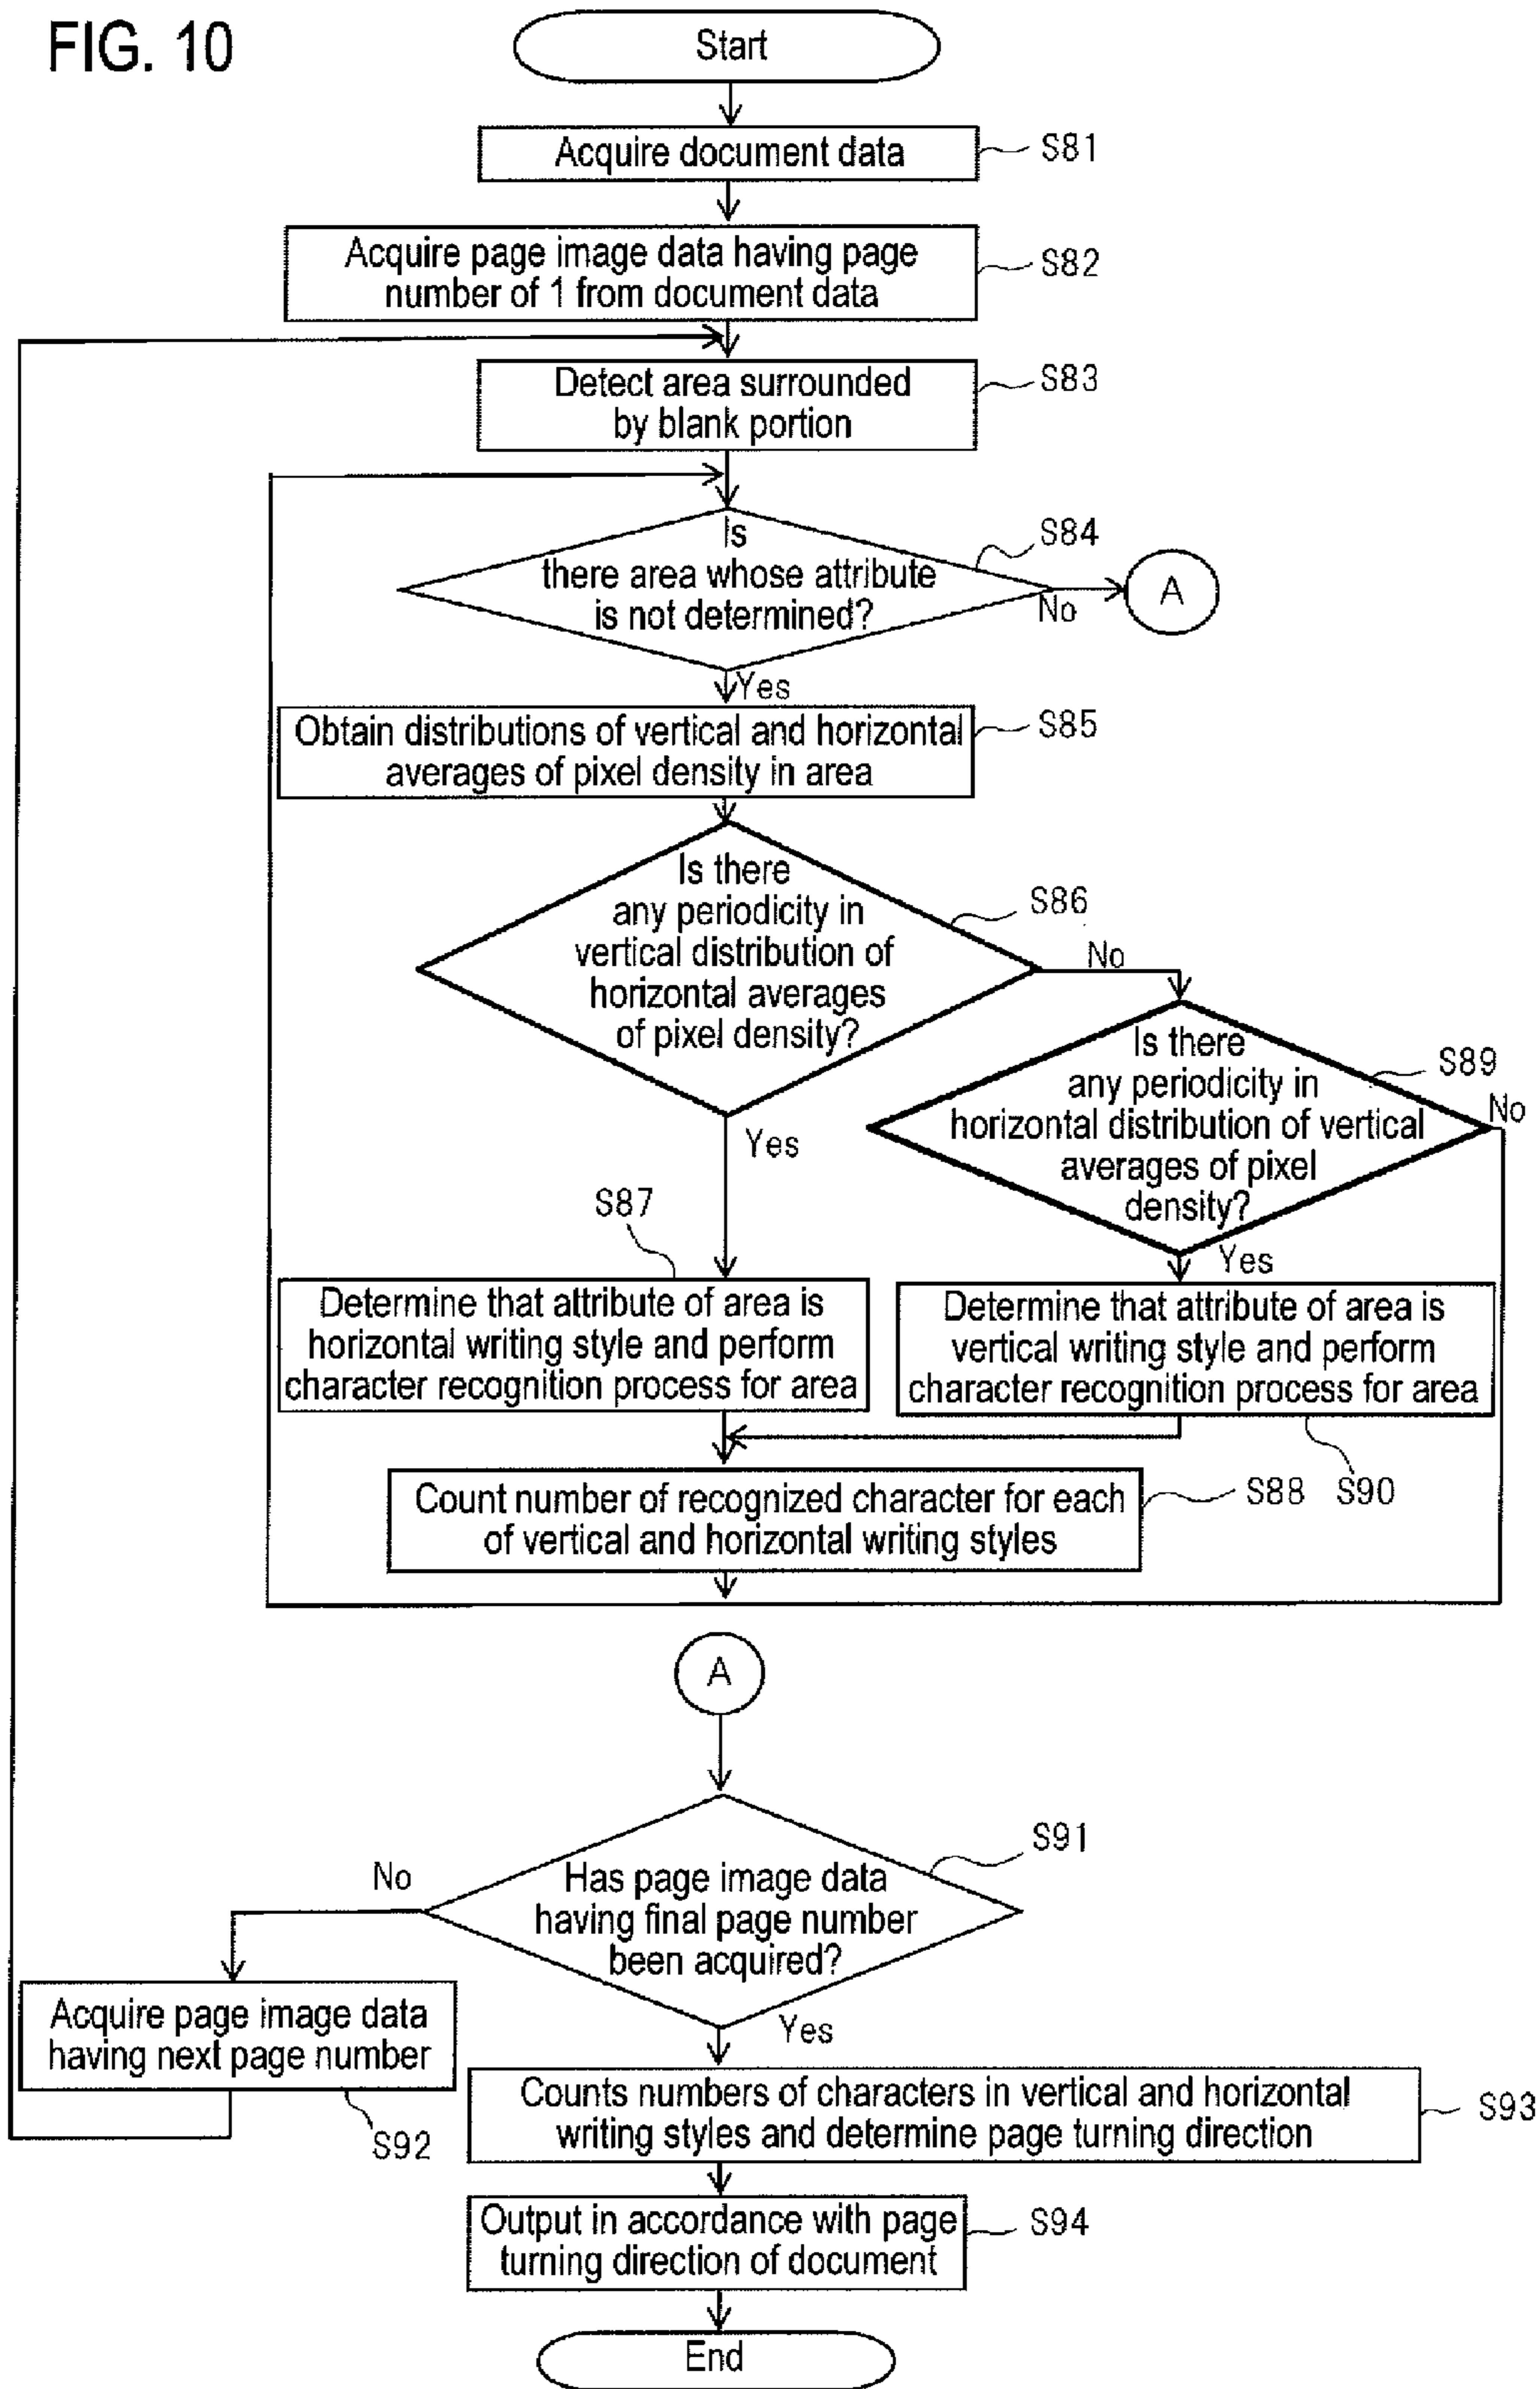 FIG. 10
Start
Acquire document data
S81
Acquire page image data having page
number of 1 from document data
S82
Detect area surrounded
by blank portion
S83
Is
there area whose attribute
is not determined?
S84
No
A
Yes
Obtain distributions of vertical and horizontal
averages of pixel density in area
S85
Is there
any periodicity in
vertical distribution of
horizontal averages
of pixel density?
S86
No
Yes
Is there
any periodicity in
horizontal distribution of vertical
averages of pixel
density?
S89
No
Yes
S87
Determine that attribute of area is
horizontal writing style and perform
character recognition process for area
Determine that attribute of area is
vertical writing style and perform
character recognition process for area
S90
Count number of recognized character for each
of vertical and horizontal writing styles
S88
A
Has page image data
having final page number
been acquired?
S91
No
Yes
Acquire page image data
having next page number
S92
Counts numbers of characters in vertical and horizontal
writing styles and determine page turning direction
S93
Output in accordance with page
turning direction of document
S94
End